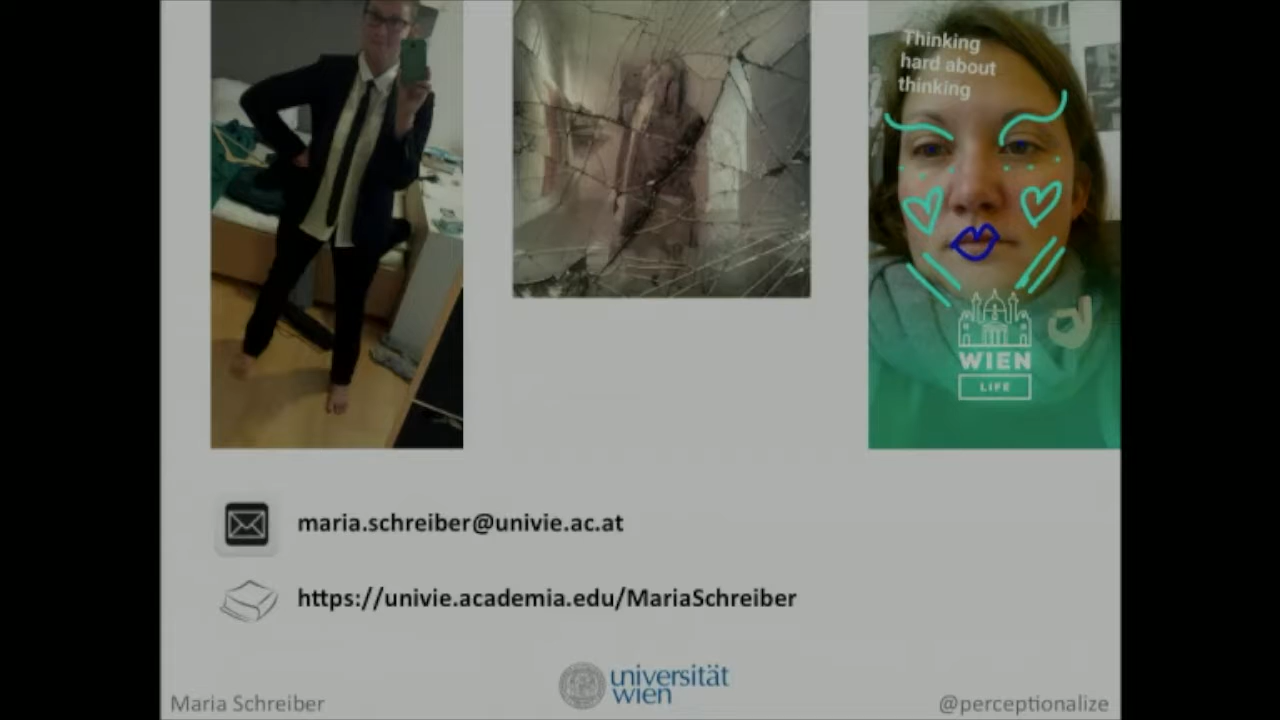 Thinking
hard about
thinking
WIEN
LIFE
maria.schreiber@univie.ac.at
https://univie.academia.edu/MariaSchreiber
universität
wien
Maria Schreiber
@perceptionalize